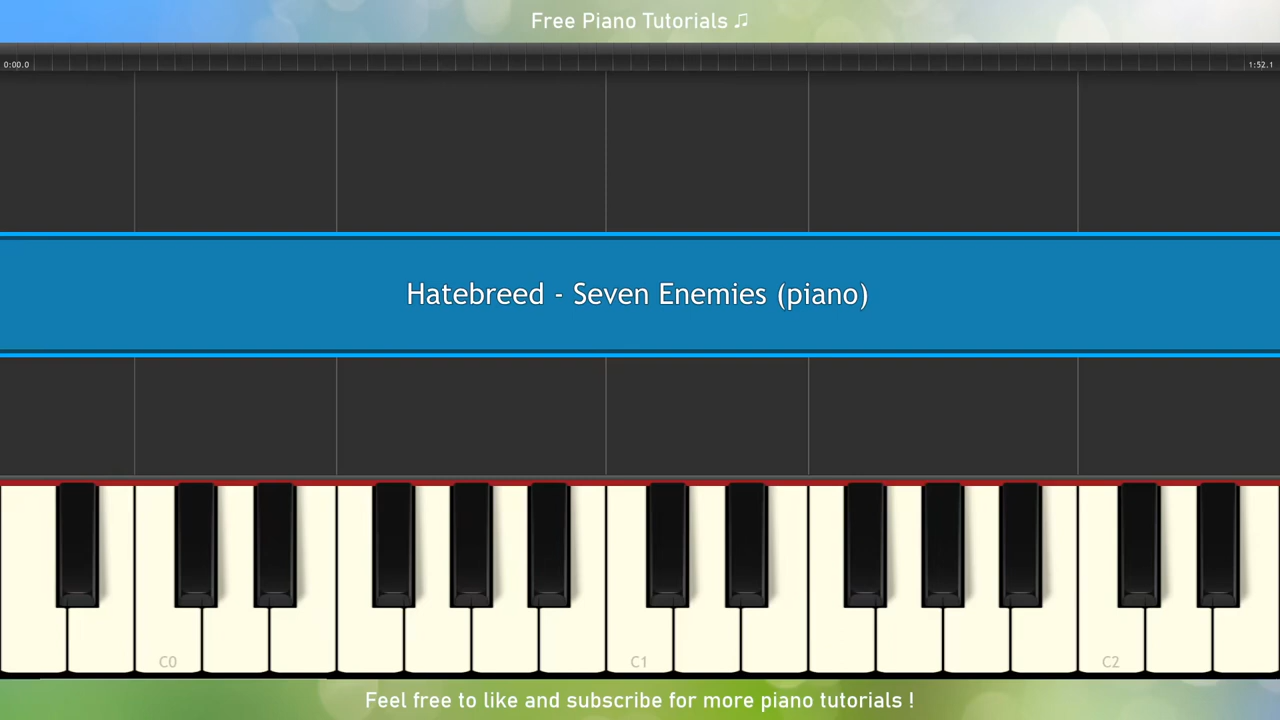 Free Piano Tutorials ♫
0:00.0
1:52.1
Hatebreed - Seven Enemies (piano)
C0
C1
C2
Feel free to like and subscribe for more piano tutorials !